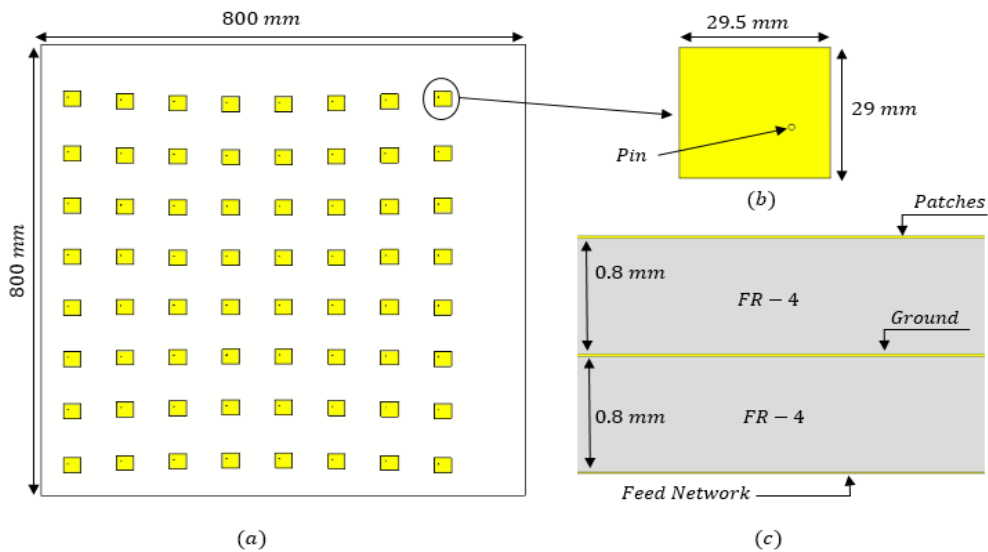 800 mm
800 mm
(a)
29.5 mm
29 mm
Pin
(b)
Patches
0.8 mm
FR − 4
Ground
0.8 mm
FR − 4
Feed Network
(c)